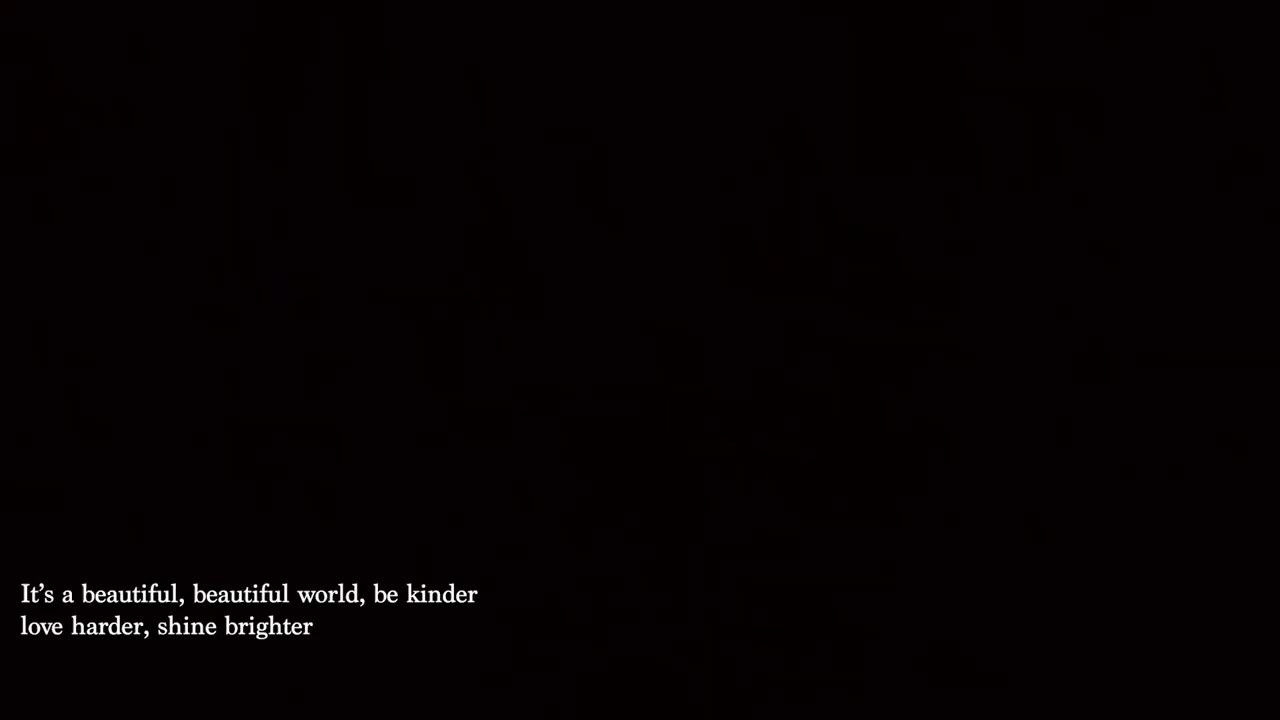 It’s a beautiful, beautiful world, be kinder
love harder, shine brighter